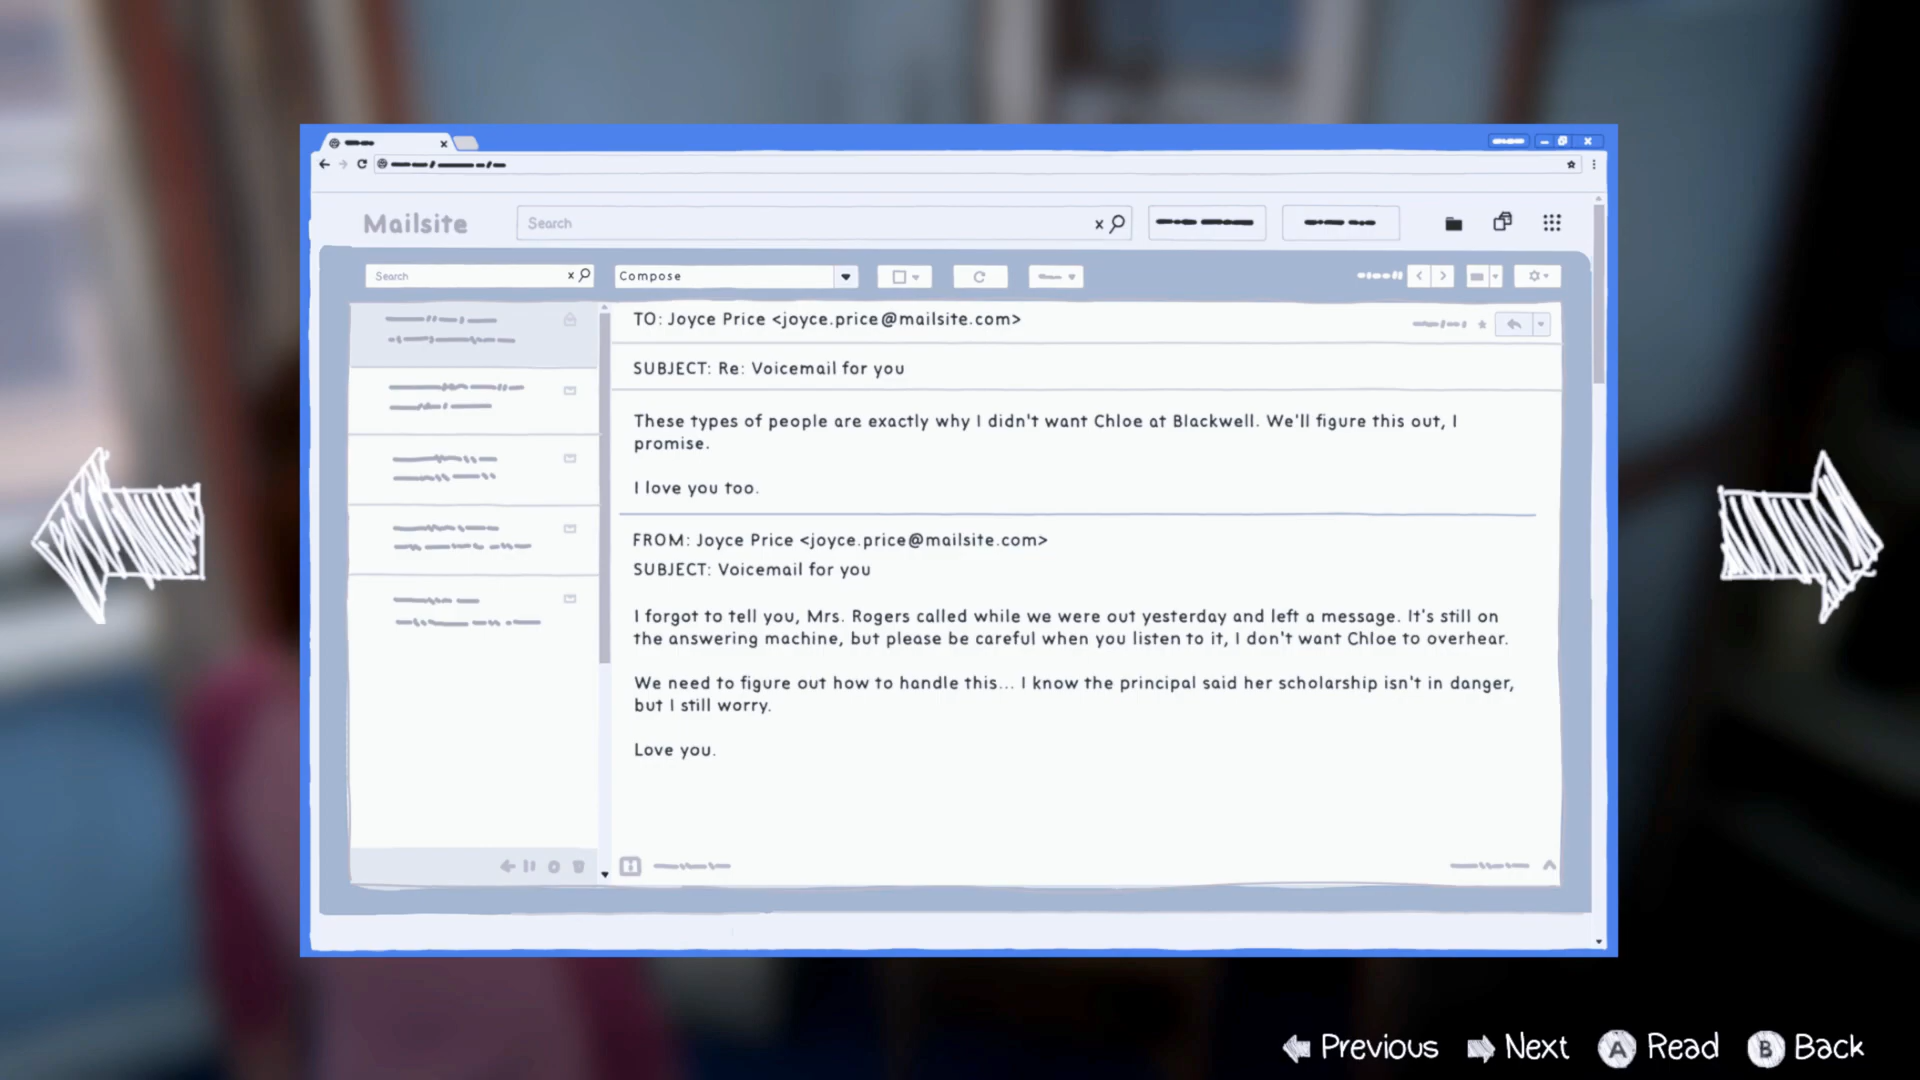 Mailsite
Search
Search
Compose
TO: Joyce Price <joyce.price@mailsite.com>
SUBJECT: Re: Voicemail for you
These types of people are exactly why I didn't want Chloe at Blackwell. We'll figure this out, I
promise.
I love you too.
FROM: Joyce Price <joyce.price@mailsite.com>
SUBJECT: Voicemail for you
I forgot to tell you, Mrs. Rogers called while we were out yesterday and left a message. It's still on
the answering machine, but please be careful when you listen to it, I don't want Chloe to overhear.
We need to figure out how to handle this... I know the principal said her scholarship isn't in danger,
but I still worry.
Love you.
Previous Next A Read B Back